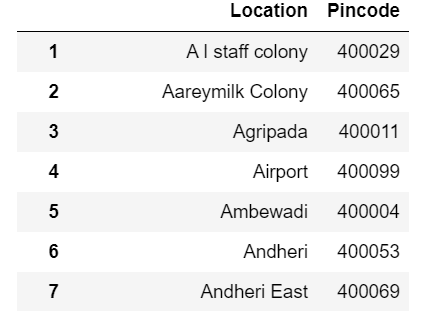 Location Pincode
1 A I staff colony 400029
2 Aareymilk Colony 400065
3 Agripada 400011
4 Airport 400099
5 Ambewadi 400004
6 Andheri 400053
7 Andheri East 400069